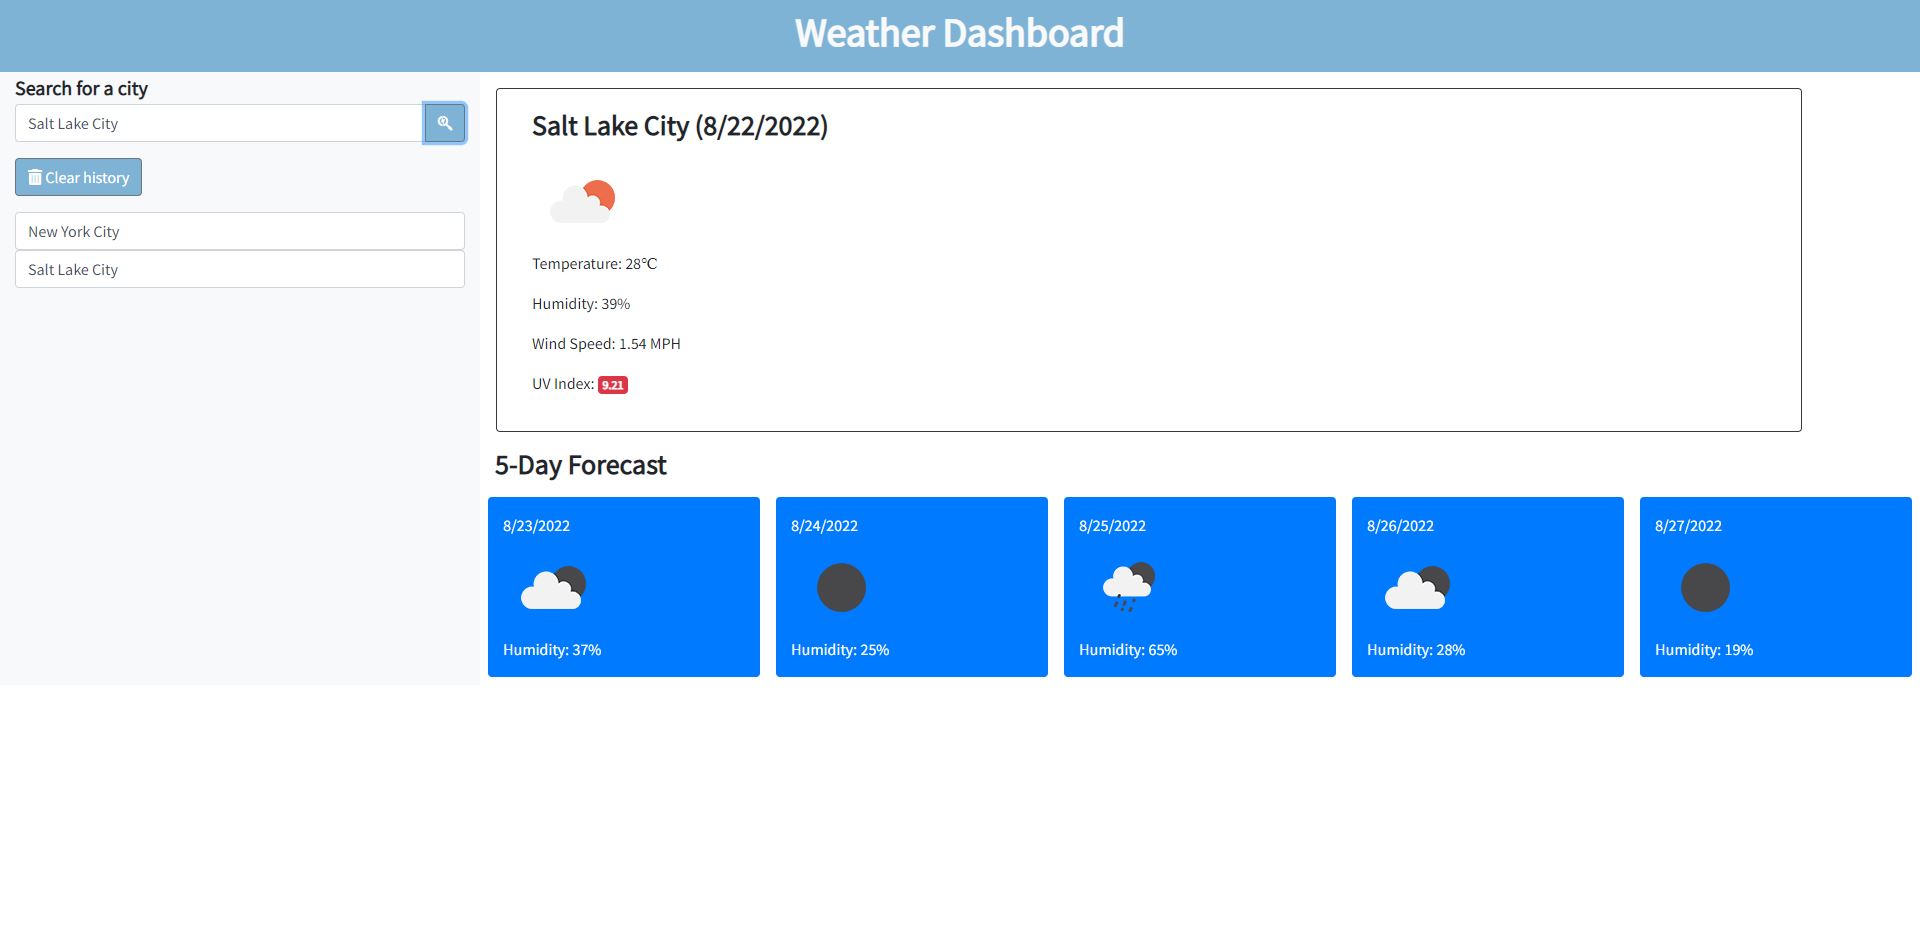 Weather Dashboard
Search for a city
Salt Lake City
Clear history
New York City
Salt Lake City
Salt Lake City (8/22/2022)
Temperature: 28℃
Humidity: 39%
Wind Speed: 1.54 MPH
UV Index: 9.21
5-Day Forecast
8/23/2022
Humidity: 37%
8/24/2022
Humidity: 25%
8/25/2022
Humidity: 65%
8/26/2022
Humidity: 28%
8/27/2022
Humidity: 19%